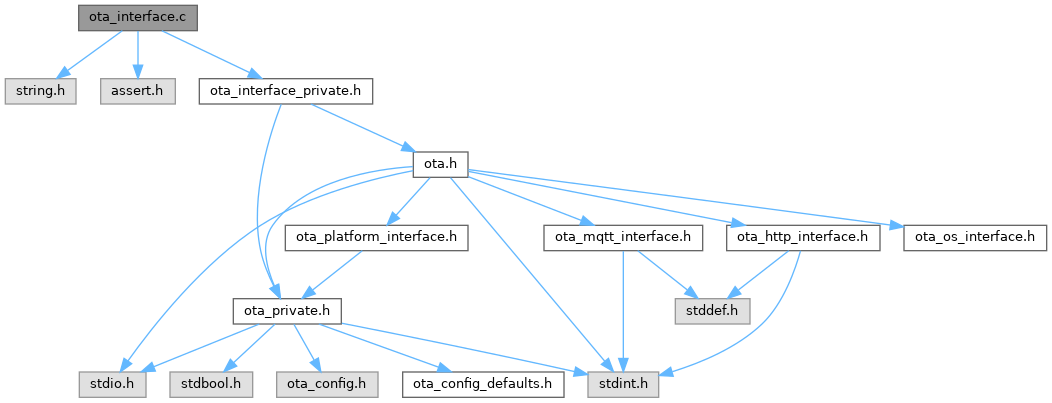 ota_interface.c
string.h
assert.h
ota_interface_private.h
ota.h
ota_platform_interface.h
ota_mqtt_interface.h
ota_http_interface.h
ota_os_interface.h
ota_private.h
stddef.h
stdio.h
stdbool.h
ota_config.h
ota_config_defaults.h
stdint.h